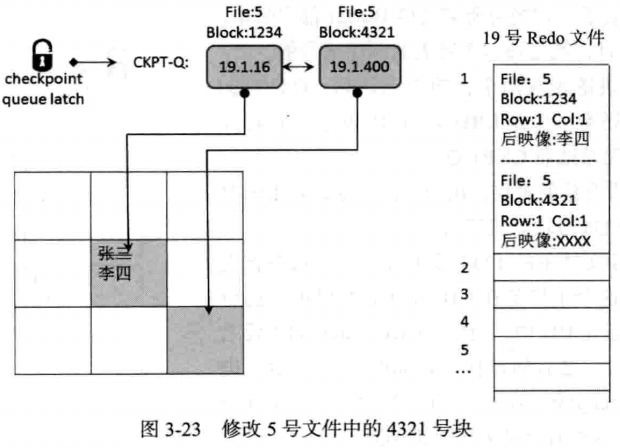 File:5
Block:1234
File:5
Block:4321
checkpoint
queue latch
CKPT-Q:
19.1.16
19.1.400
张三
李四
19 号 Redo 文件
1
File: 5
Block:1234
Row:1 Col:1
后映像:李四
File: 5
Block:4321
Row:1 Col:1
后映像:XXXX
2
3
4
5
...
图 3-23 修改 5 号文件中的 4321 号块